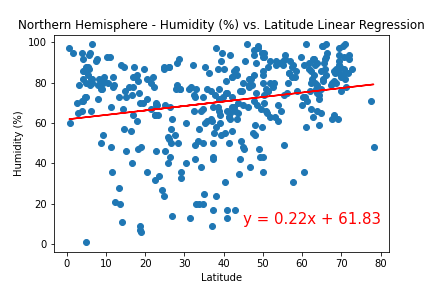 Northern Hemisphere - Humidity (%) vs. Latitude Linear Regression
100
80
60
40
20
0
Humidity (%)
y = 0.22x + 61.83
0 10 20 30 40 50 60 70 80
Latitude